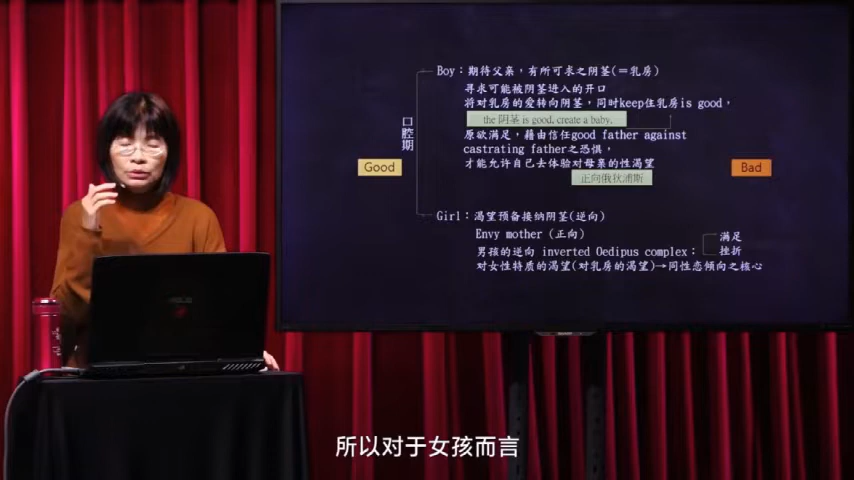 Boy：期待父亲，有所可求之阴茎(=乳房)
寻求可能被阴茎进入的开口
将对乳房的爱转向阴茎，同时keep住乳房is good，
the 阴茎 is good, create a baby.
原欲满足，藉由信任good father against
castrating father之恐惧，
才能允许自己去体验对母亲的性渴望
正向俄狄浦斯
口腔期
Good
Bad
Girl：渴望预备接纳阴茎(逆向)
Envy mother (正向)
男孩的逆向 inverted Oedipus complex：
满足
挫折
对女性特质的渴望(对乳房的渴望)→同性恋倾向之核心
ASUS
所以对于女孩而言